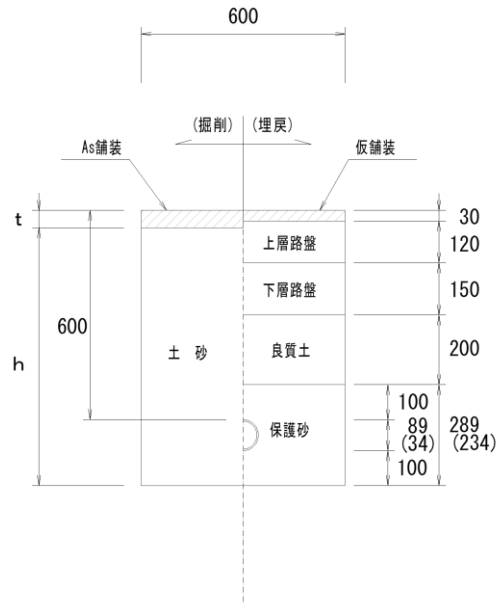 600
(掘削) (埋戻)
As舗装
仮舗装
t
30
上層路盤
120
下層路盤
150
600
h
土 砂
良質土
200
100
保護砂
89
(34)
289
(234)
100